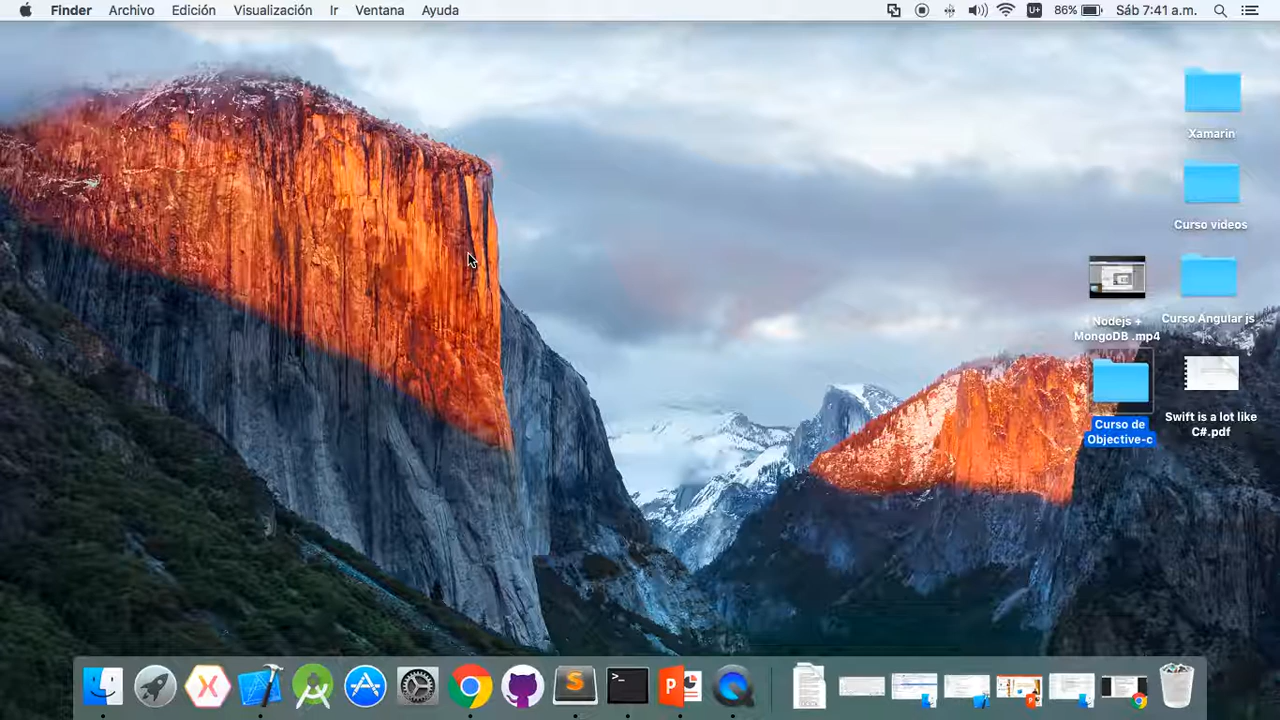 Finder Archivo Edición Visualización Ir Ventana Ayuda 86% Sáb 7:41 a.m.
Xamarin
Curso videos
Nodejs +
MongoDB .mp4
Curso Angular js
Curso de
Objective-c
Swift is a lot like
C#.pdf